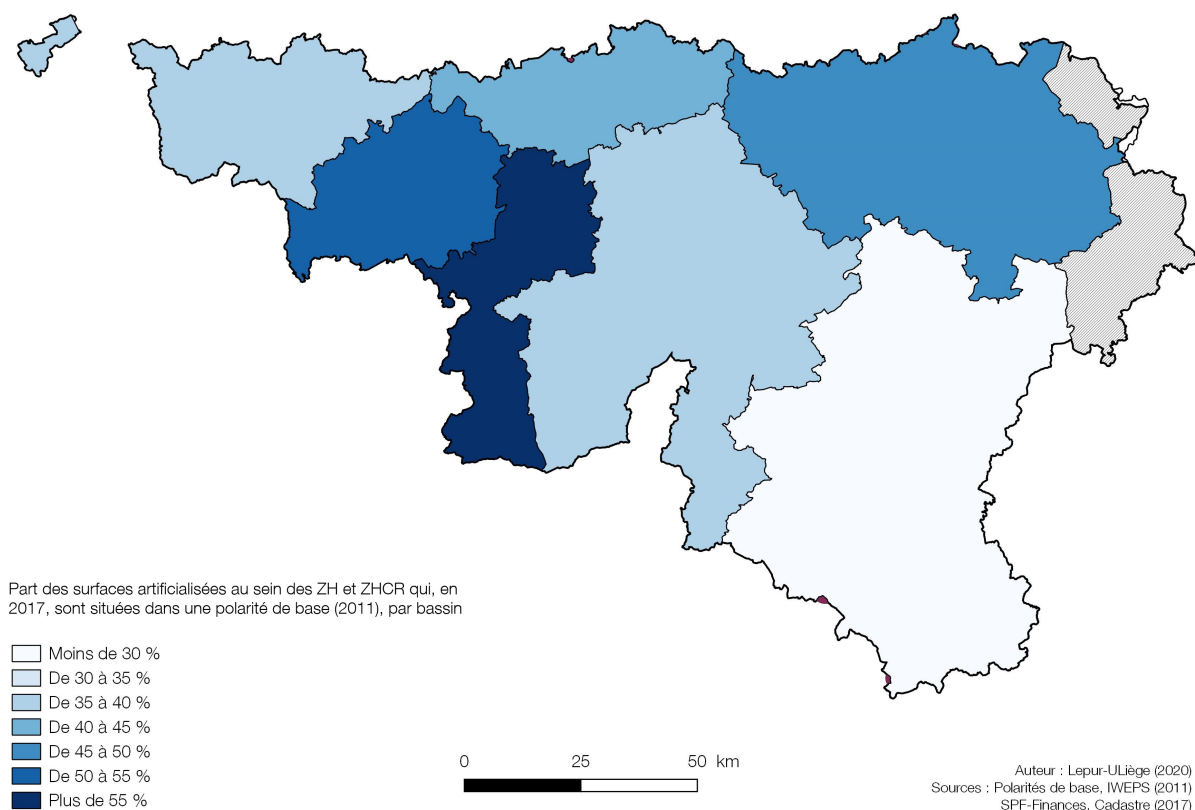 Part des surfaces artificialisées au sein des ZH et ZHCR qui, en
2017, sont situées dans une polarité de base (2011), par bassin
Moins de 30 %
De 30 à 35 %
De 35 à 40 %
De 40 à 45 %
De 45 à 50 %
De 50 à 55 %
Plus de 55 %
0 25 50 km
Auteur : Lepur-ULiège (2020)
Sources : Polarités de base, IWEPS (2011)
SPF-Finances, Cadastre (2017)